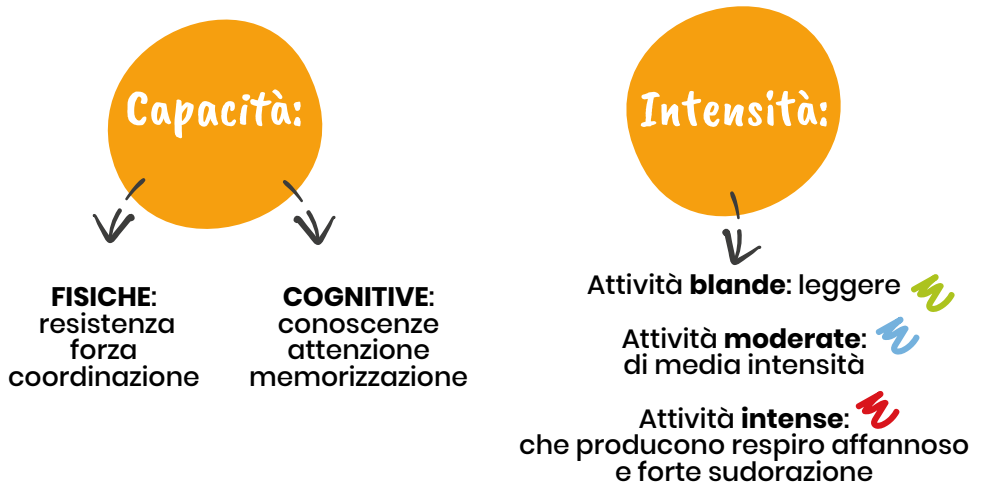 Capacità:
FISICHE:
resistenza
forza
coordinazione
COGNITIVE:
conoscenze
attenzione
memorizzazione
Intensità:
Attività blande: leggere
Attività moderate:
di media intensità
Attività intense:
che producono respiro affannoso
e forte sudorazione